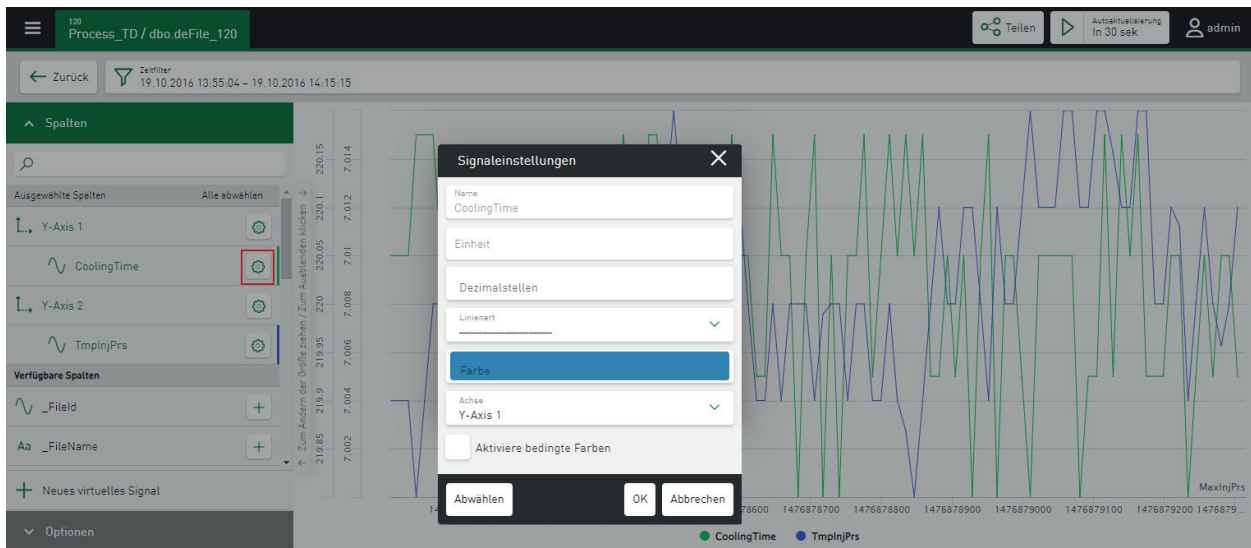 120
Process_TD / dbo.deFile_120
Teilen
Autoaktualisierung
In 30 sek
admin
Zurück
Zeitfilter
19.10.2016 13:55:04 – 19.10.2016 14:15:15
Spalten
Ausgewählte Spalten
Alle abwählen
Y-Axis 1
CoolingTime
Y-Axis 2
TmpInjPrs
Verfügbare Spalten
_FileId
Aa _FileName
Neues virtuelles Signal
Optionen
← Zum Ändern der Größe ziehen / Zum Ausblenden klicken →
220.15
220.1
220.05
220
219.95
219.9
219.85
7.014
7.012
7.01
7.008
7.006
7.004
7.002
Signaleinstellungen
Name
CoolingTime
Einheit
Dezimalstellen
Linienart
Farbe
Achse
Y-Axis 1
Aktiviere bedingte Farben
Abwählen
OK
Abbrechen
MaxInjPrs
1476878700 1476878800 1476878900 1476879000 1476879100 1476879200 1476879...
CoolingTime
TmpInjPrs